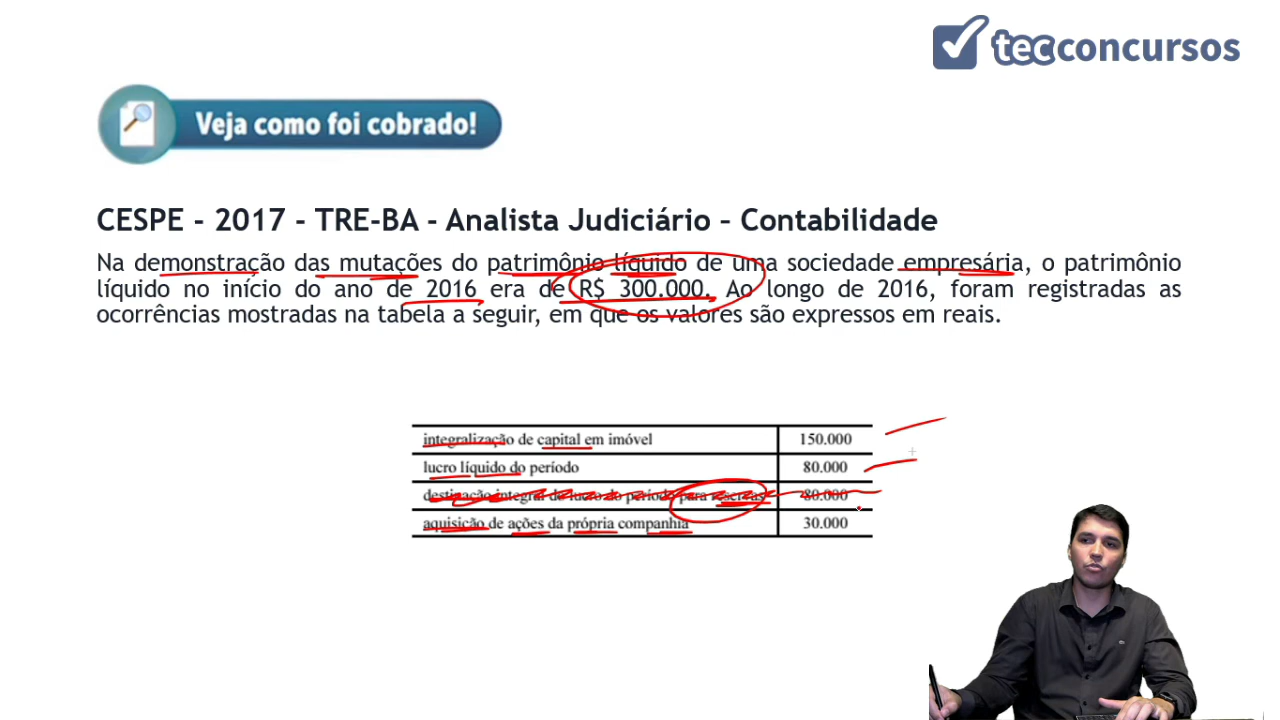 tecconcursos
Veja como foi cobrado!
CESPE - 2017 - TRE-BA - Analista Judiciário – Contabilidade
Na demonstração das mutações do patrimônio líquido de uma sociedade empresária, o patrimônio
líquido no início do ano de 2016 era de R$ 300.000. Ao longo de 2016, foram registradas as
ocorrências mostradas na tabela a seguir, em que os valores são expressos em reais.
integralização de capital em imóvel 150.000
lucro líquido do período 80.000
destinação integral do lucro do período para reservas 80.000
aquisição de ações da própria companhia 30.000